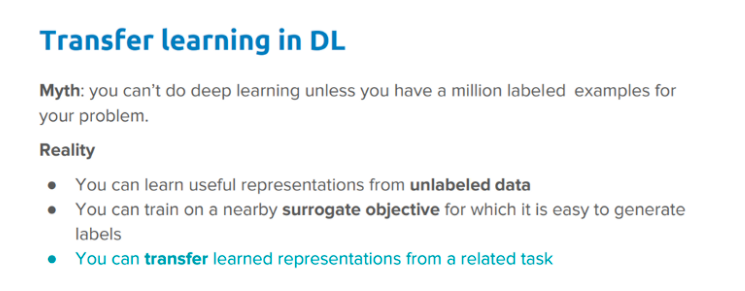 Transfer learning in DL
Myth: you can't do deep learning unless you have a million labeled examples for
your problem.
Reality
● You can learn useful representations from unlabeled data
● You can train on a nearby surrogate objective for which it is easy to generate
labels
● You can transfer learned representations from a related task